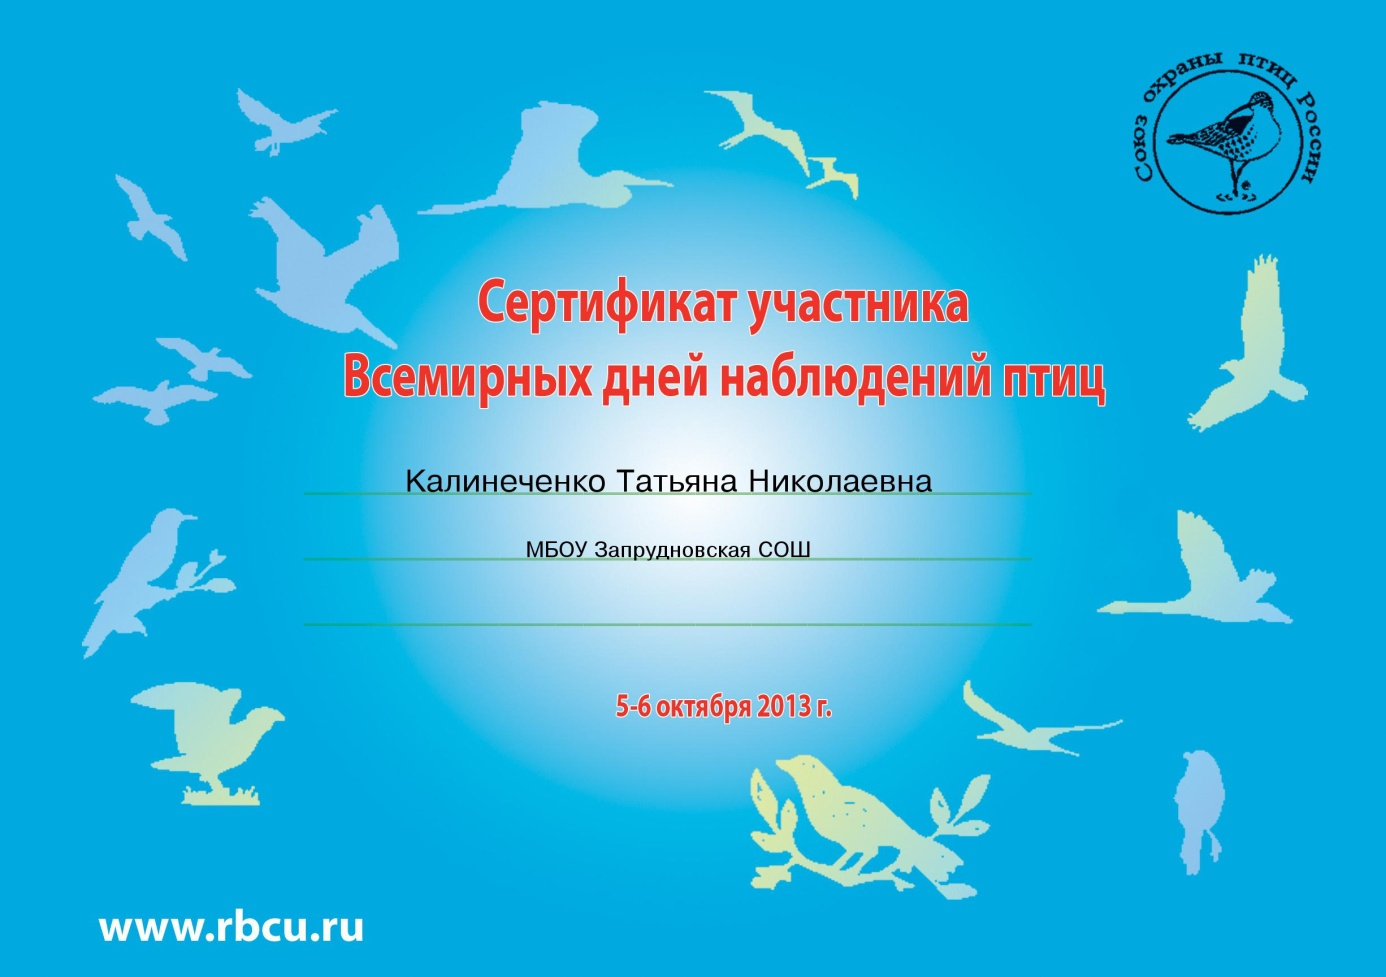 Союз охраны птиц России
Сертификат участника
Всемирных дней наблюдений птиц
Калинеченко Татьяна Николаевна
МБОУ Запрудновская СОШ
5-6 октября 2013 г.
www.rbcu.ru